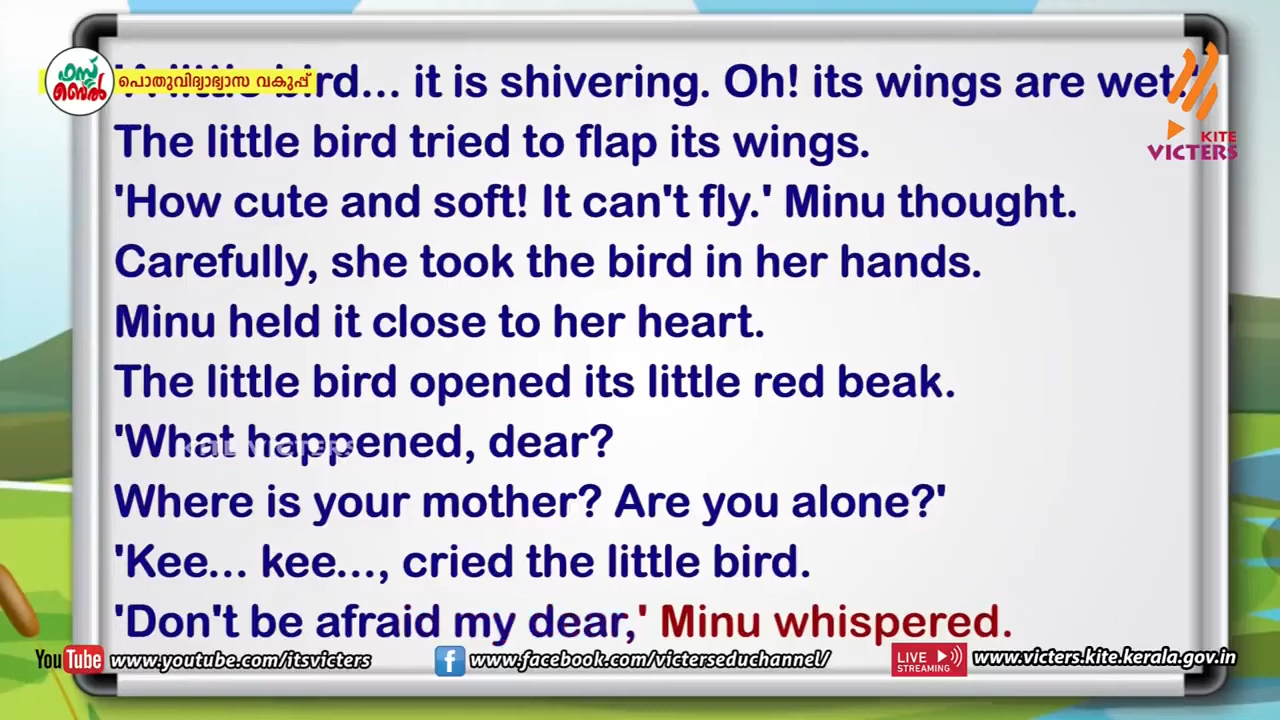 ഫസ്റ്റ് ബെൽ
പൊതുവിദ്യാഭ്യാസ വകുപ്പ്
bird... it is shivering. Oh! its wings are wet.'
KITE
VICTERS
The little bird tried to flap its wings.
'How cute and soft! It can't fly.' Minu thought.
Carefully, she took the bird in her hands.
Minu held it close to her heart.
The little bird opened its little red beak.
'What happened, dear?
KITE VICTERS
Where is your mother? Are you alone?'
'Kee... kee..., cried the little bird.
'Don't be afraid my dear,' Minu whispered.
YouTube www.youtube.com/itsvicters
f www.facebook.com/victerseduchannel/
LIVE STREAMING www.victers.kite.kerala.gov.in